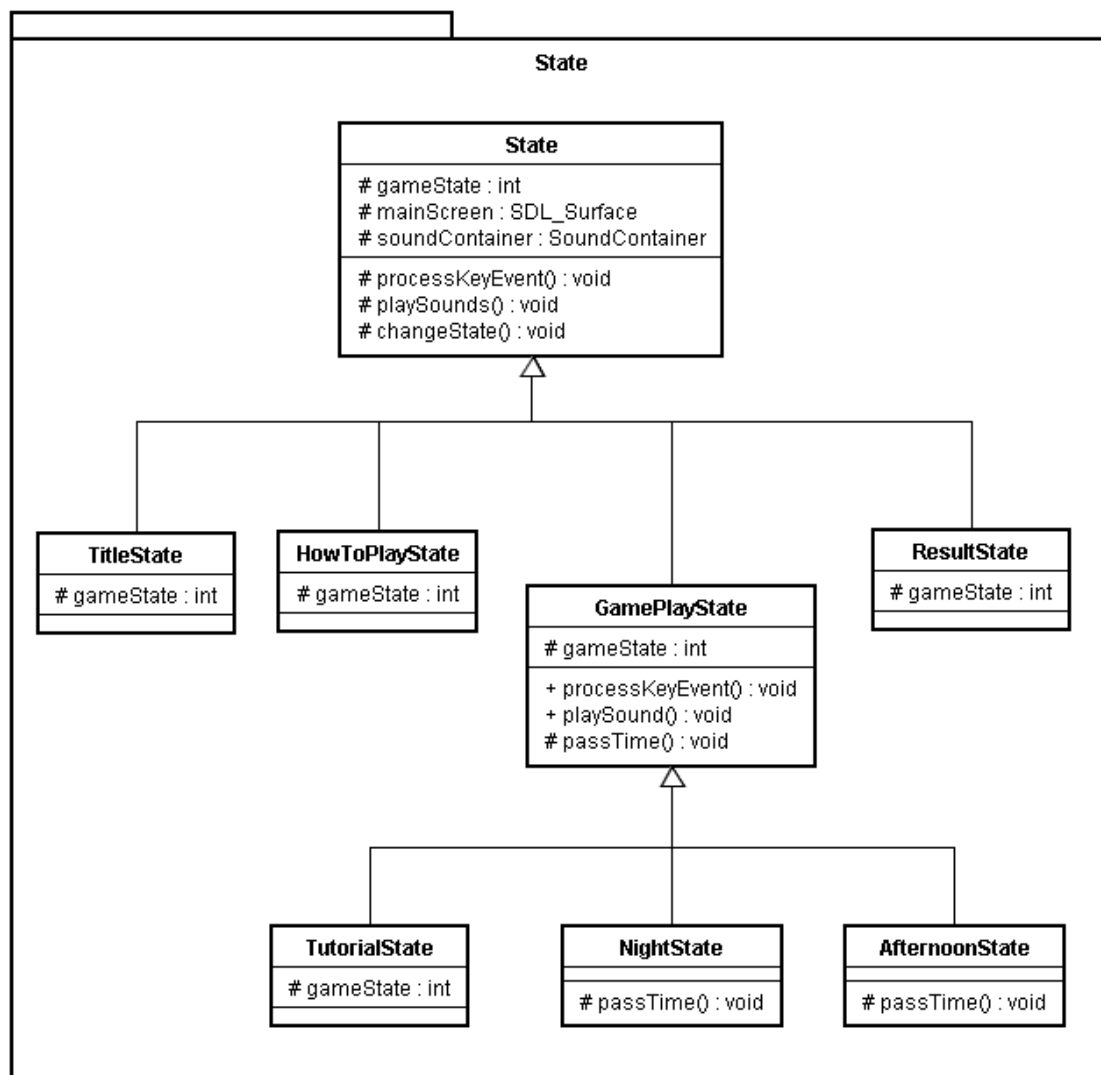 State
State
# gameState : int
# mainScreen : SDL_Surface
# soundContainer : SoundContainer
# processKeyEvent() : void
# playSounds() : void
# changeState() : void
TitleState
# gameState : int
HowToPlayState
# gameState : int
GamePlayState
# gameState : int
+ processKeyEvent() : void
+ playSound() : void
# passTime() : void
ResultState
# gameState : int
TutorialState
# gameState : int
NightState
# passTime() : void
AfternoonState
# passTime() : void